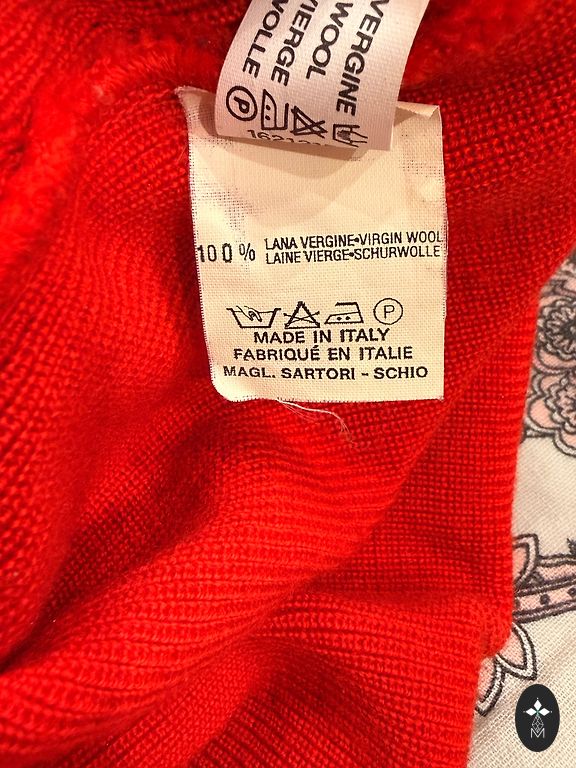 VERGINE
WOOL
VIERGE
WOLLE
P
100% LANA VERGINE•VIRGIN WOOL
LAINE VIERGE•SCHURWOLLE
P
MADE IN ITALY
FABRIQUÉ EN ITALIE
MAGL. SARTORI - SCHIO
M